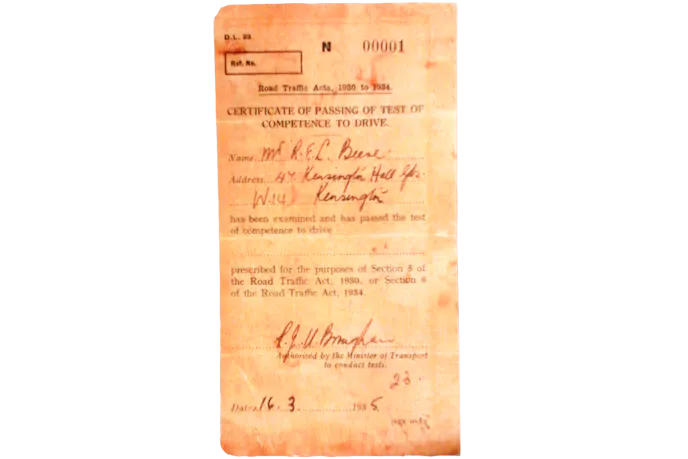 D.L. 23.
N 00001
Ref. No.
Road Traffic Acts, 1930 to 1934.
CERTIFICATE OF PASSING OF TEST OF
COMPETENCE TO DRIVE.
Name Mr R.E.L. Beere
Address 47 Kensington Hall Gds.
W.14 Kensington
has been examined and has passed the test
of competence to drive
prescribed for the purposes of Section 5 of
the Road Traffic Act, 1930, or Section 6
of the Road Traffic Act, 1934.
Authorised by the Minister of Transport
to conduct tests.
23.
Date 16.3 1935